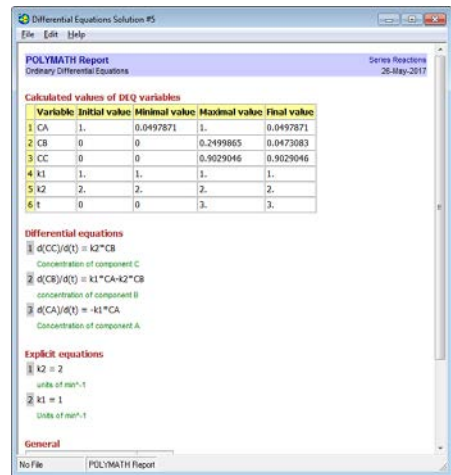 Differential Equations Solution #5
File Edit Help
POLYMATH Report Series Reactions
Ordinary Differential Equations 26-May-2017
Calculated values of DEQ variables
Variable Initial value Minimal value Maximal value Final value
1 CA 1. 0.0497871 1. 0.0497871
2 CB 0 0 0.2499865 0.0473083
3 CC 0 0 0.9029046 0.9029046
4 k1 1. 1. 1. 1.
5 k2 2. 2. 2. 2.
6 t 0 0 3. 3.
Differential equations
1 d(CC)/d(t) = k2*CB
Concentration of component C
2 d(CB)/d(t) = k1*CA-k2*CB
concentration of component B
3 d(CA)/d(t) = -k1*CA
Concentration of component A
Explicit equations
1 k2 = 2
units of min^-1
2 k1 = 1
Units of min^-1
General
No File POLYMATH Report